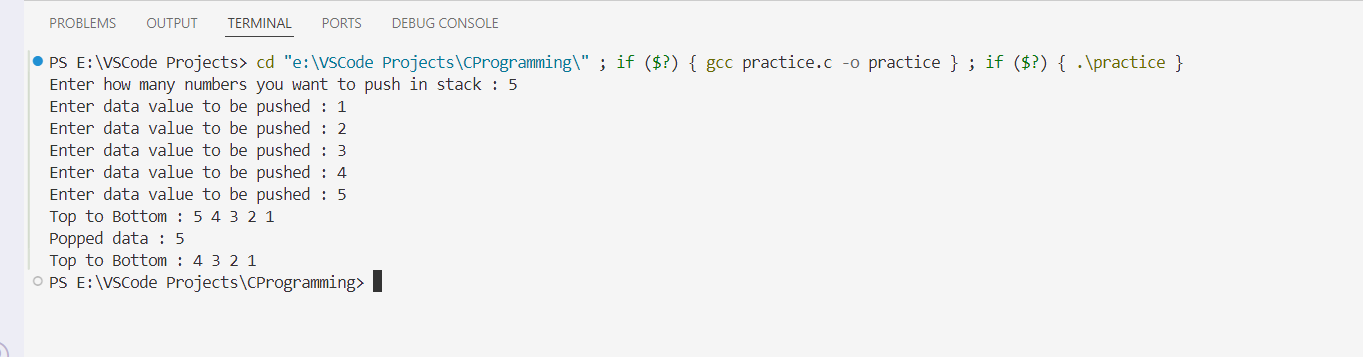 PROBLEMS OUTPUT TERMINAL PORTS DEBUG CONSOLE
PS E:\VSCode Projects> cd "e:\VSCode Projects\CProgramming\" ; if ($?) { gcc practice.c -o practice } ; if ($?) { .\practice }
Enter how many numbers you want to push in stack : 5
Enter data value to be pushed : 1
Enter data value to be pushed : 2
Enter data value to be pushed : 3
Enter data value to be pushed : 4
Enter data value to be pushed : 5
Top to Bottom : 5 4 3 2 1
Popped data : 5
Top to Bottom : 4 3 2 1
PS E:\VSCode Projects\CProgramming>